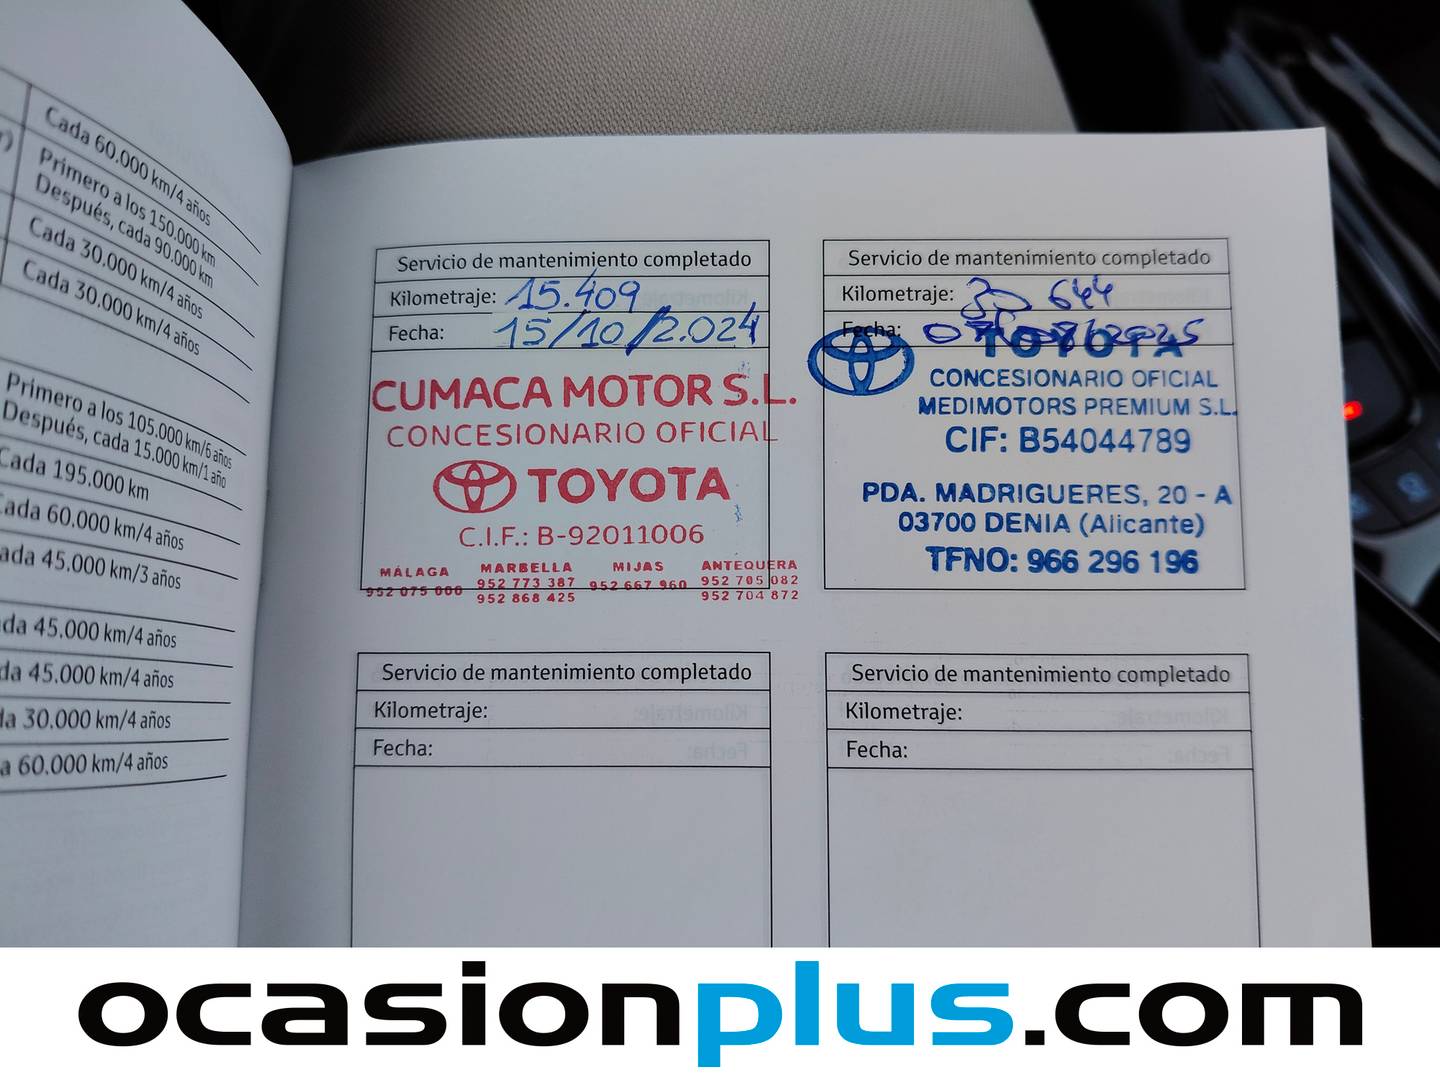 Cada 60.000 km/4 años
Primero a los 150.000 km
Después, cada 90.000 km
Cada 30.000 km/4 años
Cada 30.000 km/4 años
Primero a los 105.000 km/6 años
Después, cada 15.000 km/1 año
Cada 195.000 km
ada 60.000 km/4 años
ada 45.000 km/3 años
da 45.000 km/4 años
da 45.000 km/4 años
da 30.000 km/4 años
a 60.000 km/4 años
Servicio de mantenimiento completado
Kilometraje: 15.409
Fecha: 15/10/2.024
CUMACA MOTOR S.L.
CONCESIONARIO OFICIAL
TOYOTA
C.I.F.: B-92011006
MÁLAGA MARBELLA MIJAS ANTEQUERA
952 075 000 952 773 387 952 667 960 952 705 082
952 868 425 952 704 872
Servicio de mantenimiento completado
Kilometraje: 644
Fecha:
TOYOTA
CONCESIONARIO OFICIAL
MEDIMOTORS PREMIUM S.L.
CIF: B54044789
PDA. MADRIGUERES, 20 - A
03700 DENIA (Alicante)
TFNO: 966 296 196
Servicio de mantenimiento completado
Kilometraje:
Fecha:
Servicio de mantenimiento completado
Kilometraje:
Fecha:
ocasionplus.com